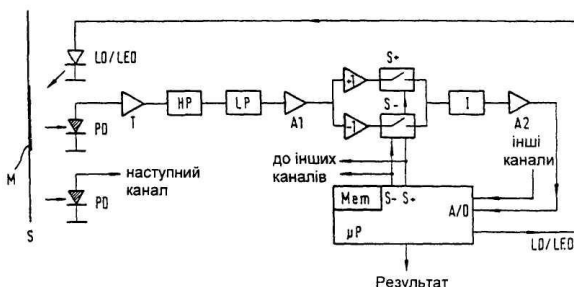 LD/LED
S+
+1
S-
HP
LP
I
T
A1
-1
A2
PD
інші
канали
до інших
каналів
M
наступний
канал
Mem
S- S+
A/D
PD
μP
S
LD/LED
Результат